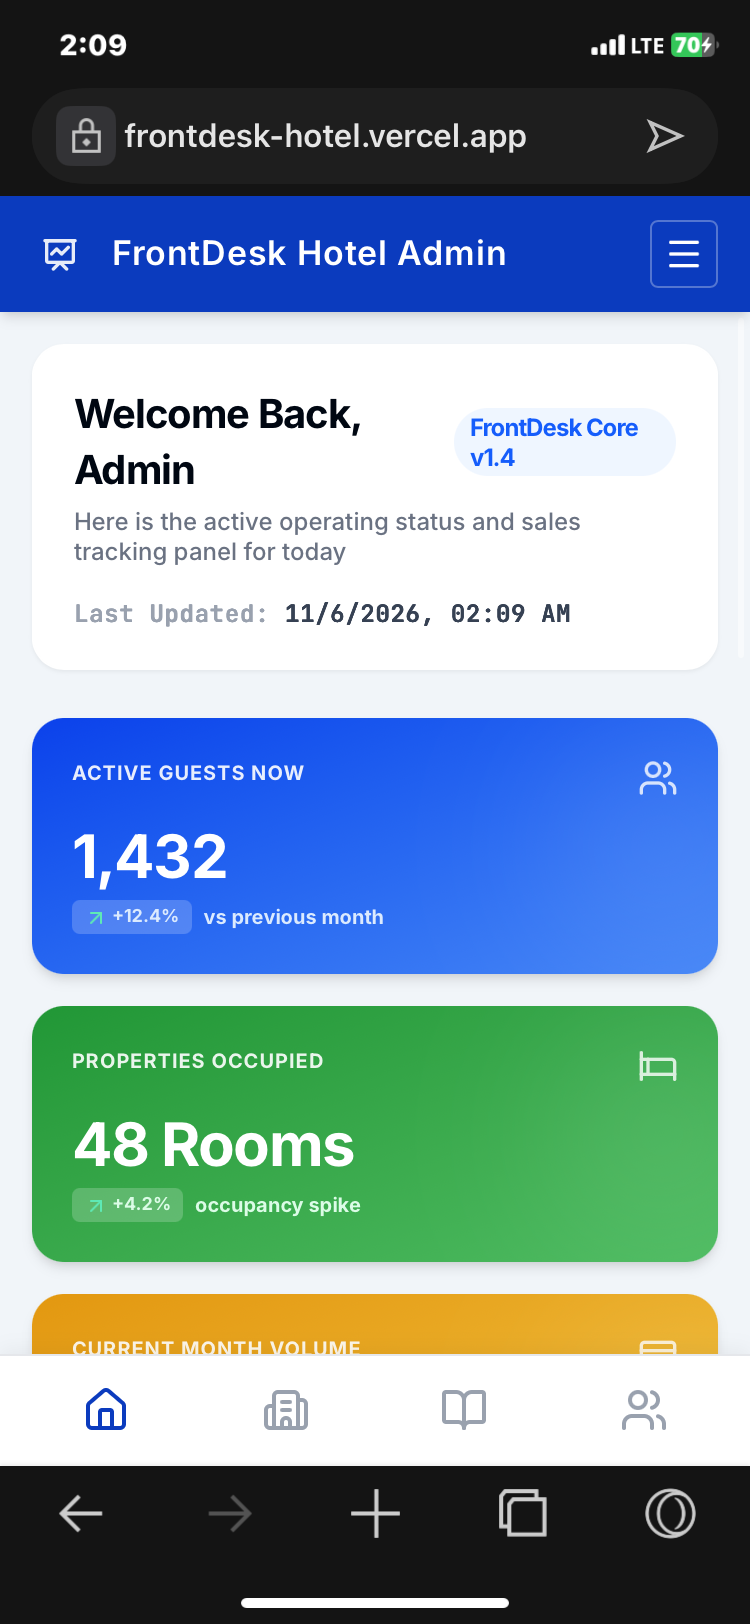 2:09
LTE
70
frontdesk-hotel.vercel.app
FrontDesk Hotel Admin
Welcome Back,
Admin
FrontDesk Core
v1.4
Here is the active operating status and sales
tracking panel for today
Last Updated: 11/6/2026, 02:09 AM
ACTIVE GUESTS NOW
1,432
+12.4% vs previous month
PROPERTIES OCCUPIED
48 Rooms
+4.2% occupancy spike
CURRENT MONTH VOLUME